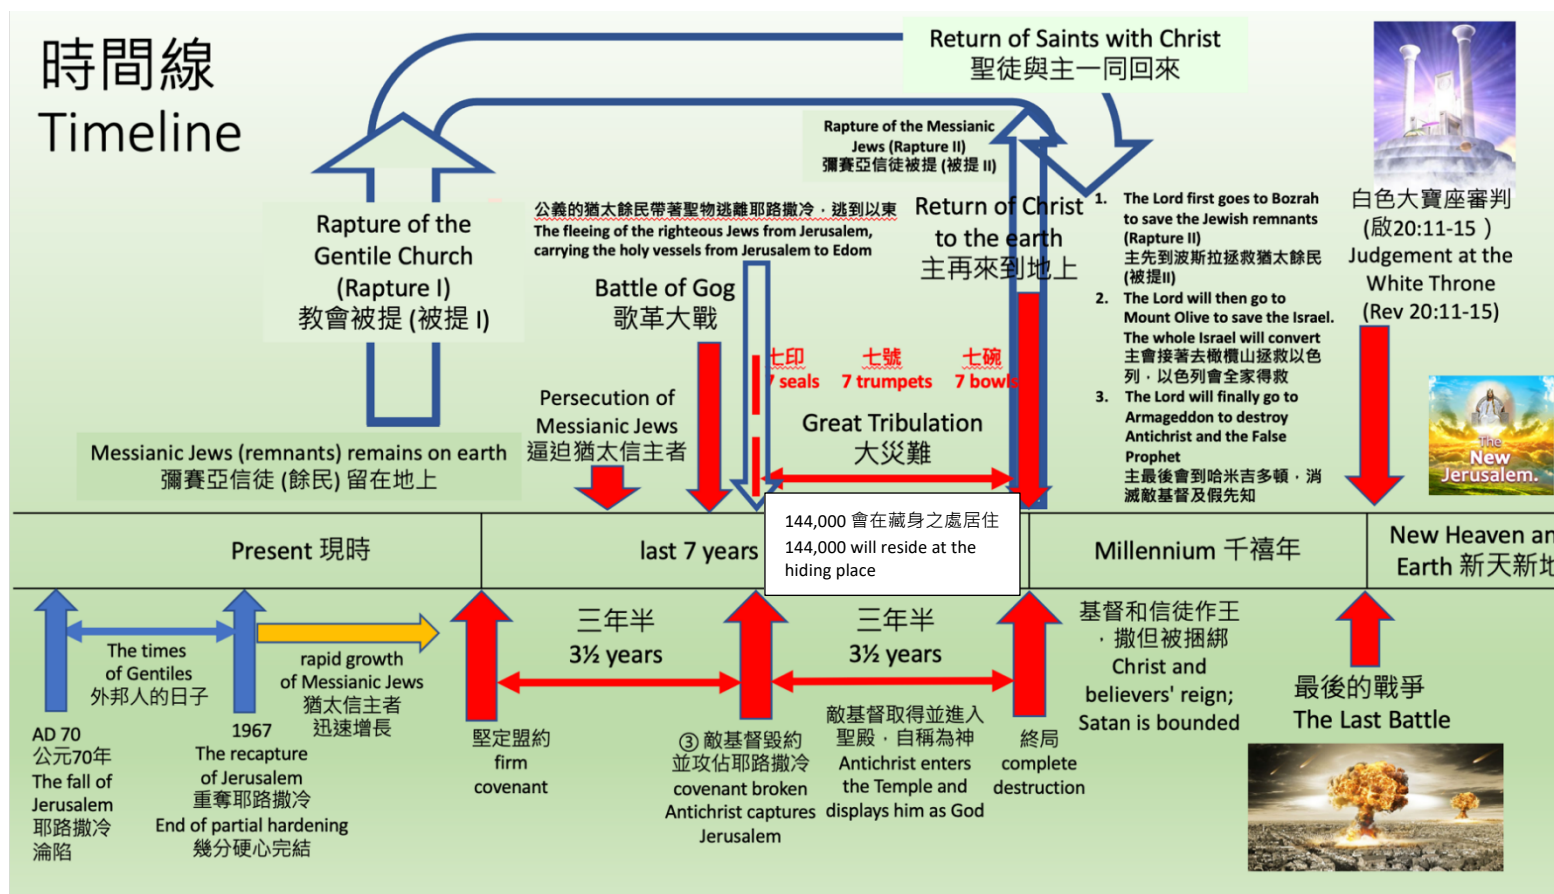 時間線
Timeline
Return of Saints with Christ
聖徒與主一同回來
Rapture of the Messianic
Jews (Rapture II)
彌賽亞信徒被提 (被提 II)
Rapture of the
Gentile Church
(Rapture I)
教會被提 (被提 I)
公義的猶太餘民帶著聖物逃離耶路撒冷，逃到以東
The fleeing of the righteous Jews from Jerusalem,
carrying the holy vessels from Jerusalem to Edom
Return of Christ
to the earth
主再來到地上
1. The Lord first goes to Bozrah
to save the Jewish remnants
(Rapture II)
主先到波斯拉拯救猶太餘民
(被提II)
2. The Lord will then go to
Mount Olive to save the Israel.
The whole Israel will convert
主會接著去橄欖山拯救以色
列，以色列會全家得救
3. The Lord will finally go to
Armageddon to destroy
Antichrist and the False
Prophet
主最後會到哈米吉多頓，消
滅敵基督及假先知
白色大寶座審判
(啟20:11-15 )
Judgement at the
White Throne
(Rev 20:11-15)
Battle of Gog
歌革大戰
七印
7 seals
七號
7 trumpets
七碗
7 bowls
Persecution of
Messianic Jews
逼迫猶太信主者
Great Tribulation
大災難
The
New
Jerusalem.
Messianic Jews (remnants) remains on earth
彌賽亞信徒 (餘民) 留在地上
Present 現時
last 7 years
144,000 會在藏身之處居住
144,000 will reside at the
hiding place
Millennium 千禧年
New Heaven an
Earth 新天新地
The times
of Gentiles
外邦人的日子
rapid growth
of Messianic Jews
猶太信主者
迅速增長
三年半
3½ years
三年半
3½ years
基督和信徒作王
，撒但被捆綁
Christ and
believers' reign;
Satan is bounded
最後的戰爭
The Last Battle
AD 70
公元70年
The fall of
Jerusalem
耶路撒冷
淪陷
1967
The recapture
of Jerusalem
重奪耶路撒冷
End of partial hardening
幾分硬心完結
堅定盟約
firm
covenant
③ 敵基督毀約
並攻佔耶路撒冷
covenant broken
Antichrist captures
Jerusalem
敵基督取得並進入
聖殿，自稱為神
Antichrist enters
the Temple and
displays him as God
終局
complete
destruction